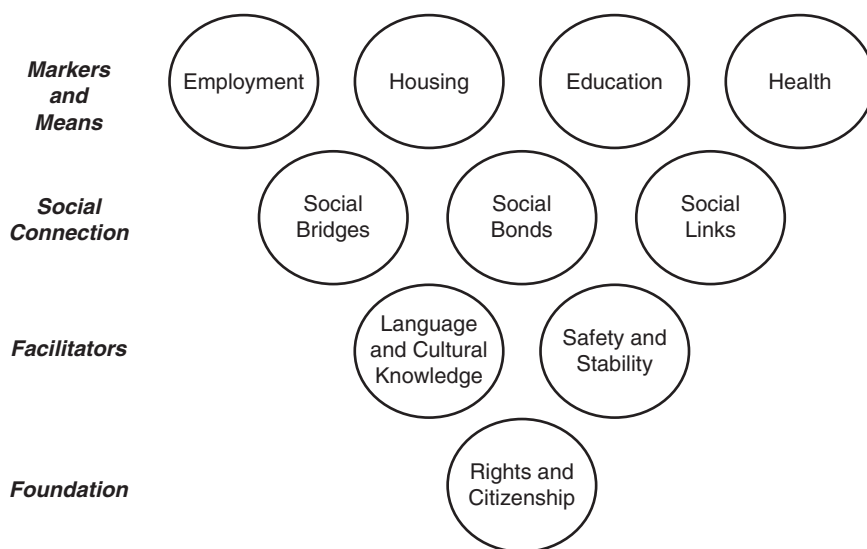 Markers
and
Means
Employment
Housing
Education
Health
Social
Connection
Social
Bridges
Social
Bonds
Social
Links
Facilitators
Language
and Cultural
Knowledge
Safety and
Stability
Foundation
Rights and
Citizenship